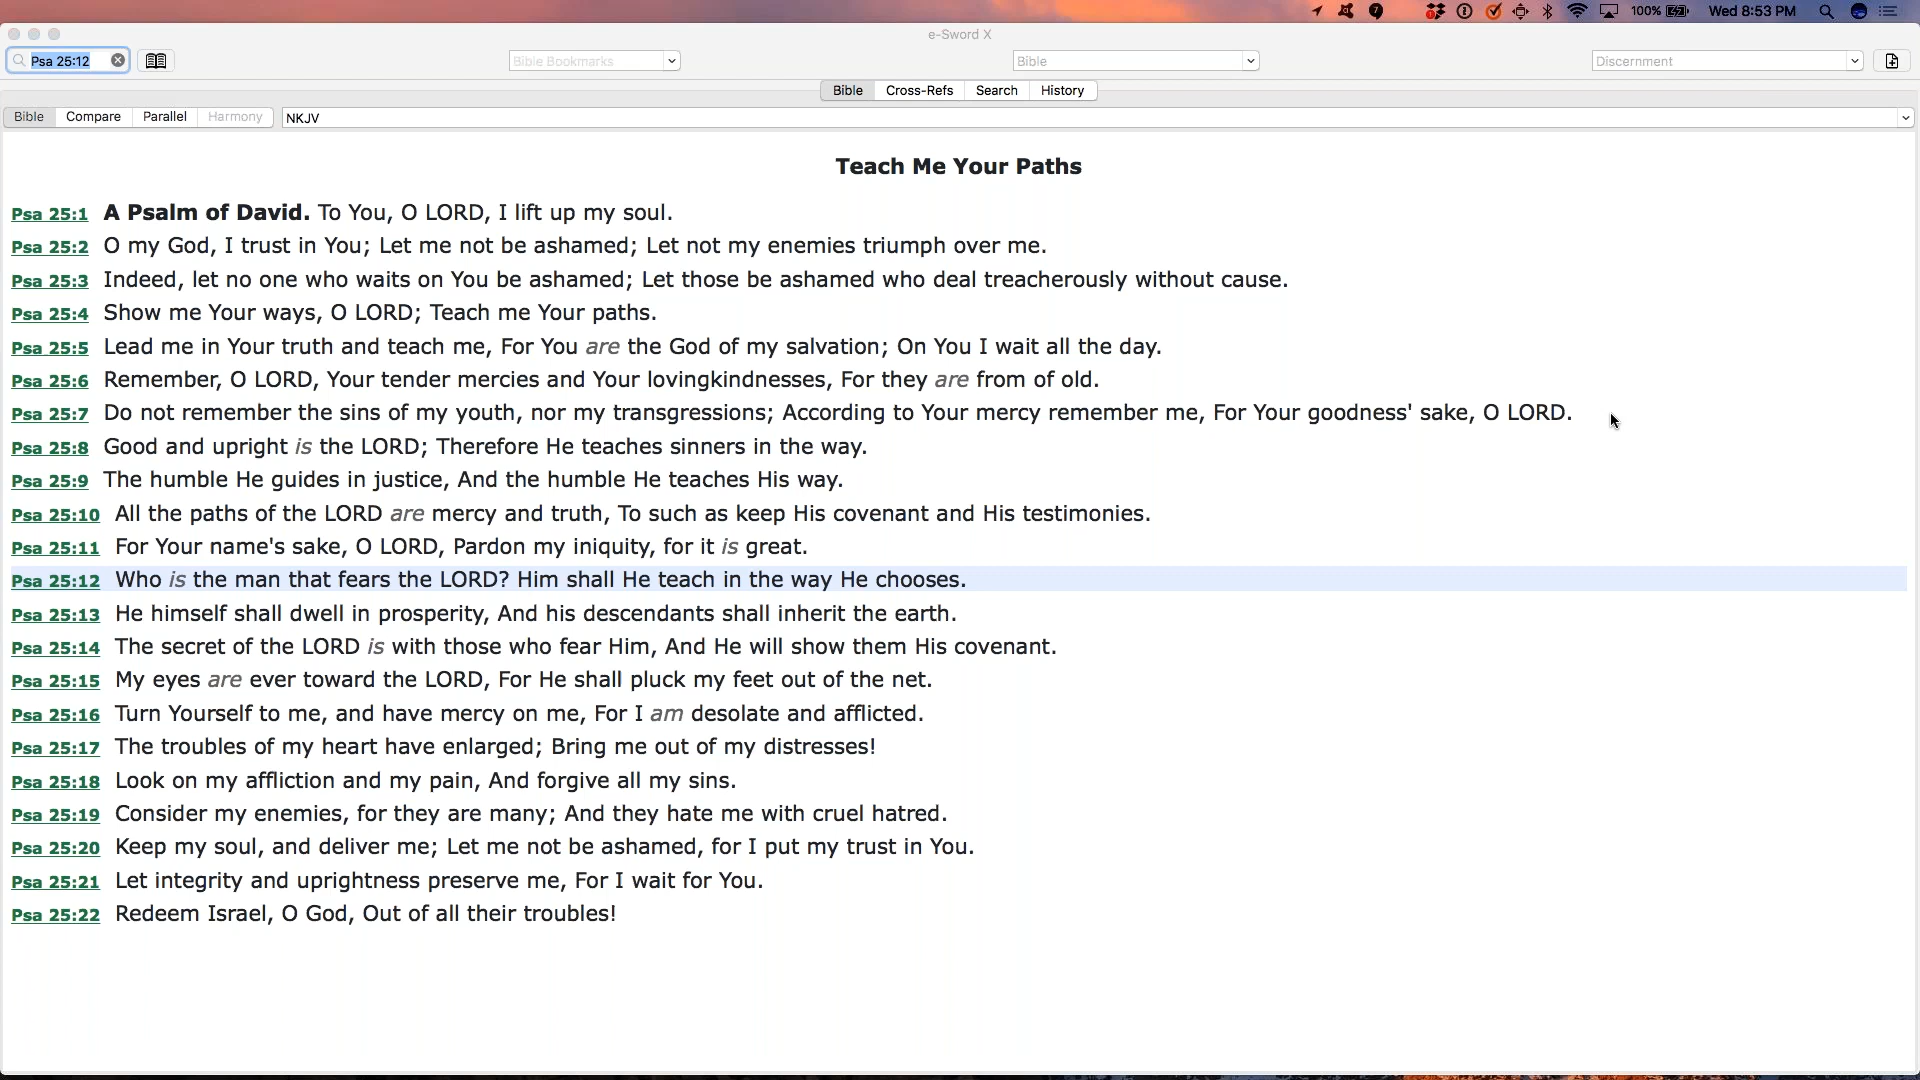 100%
Wed 8:53 PM
e-Sword X
Psa 25:12
Bible Bookmarks
Bible
Discernment
Bible Cross-Refs Search History
Bible Compare Parallel Harmony NKJV
Teach Me Your Paths
Psa 25:1 A Psalm of David. To You, O LORD, I lift up my soul.
Psa 25:2 O my God, I trust in You; Let me not be ashamed; Let not my enemies triumph over me.
Psa 25:3 Indeed, let no one who waits on You be ashamed; Let those be ashamed who deal treacherously without cause.
Psa 25:4 Show me Your ways, O LORD; Teach me Your paths.
Psa 25:5 Lead me in Your truth and teach me, For You are the God of my salvation; On You I wait all the day.
Psa 25:6 Remember, O LORD, Your tender mercies and Your lovingkindnesses, For they are from of old.
Psa 25:7 Do not remember the sins of my youth, nor my transgressions; According to Your mercy remember me, For Your goodness' sake, O LORD.
Psa 25:8 Good and upright is the LORD; Therefore He teaches sinners in the way.
Psa 25:9 The humble He guides in justice, And the humble He teaches His way.
Psa 25:10 All the paths of the LORD are mercy and truth, To such as keep His covenant and His testimonies.
Psa 25:11 For Your name's sake, O LORD, Pardon my iniquity, for it is great.
Psa 25:12 Who is the man that fears the LORD? Him shall He teach in the way He chooses.
Psa 25:13 He himself shall dwell in prosperity, And his descendants shall inherit the earth.
Psa 25:14 The secret of the LORD is with those who fear Him, And He will show them His covenant.
Psa 25:15 My eyes are ever toward the LORD, For He shall pluck my feet out of the net.
Psa 25:16 Turn Yourself to me, and have mercy on me, For I am desolate and afflicted.
Psa 25:17 The troubles of my heart have enlarged; Bring me out of my distresses!
Psa 25:18 Look on my affliction and my pain, And forgive all my sins.
Psa 25:19 Consider my enemies, for they are many; And they hate me with cruel hatred.
Psa 25:20 Keep my soul, and deliver me; Let me not be ashamed, for I put my trust in You.
Psa 25:21 Let integrity and uprightness preserve me, For I wait for You.
Psa 25:22 Redeem Israel, O God, Out of all their troubles!